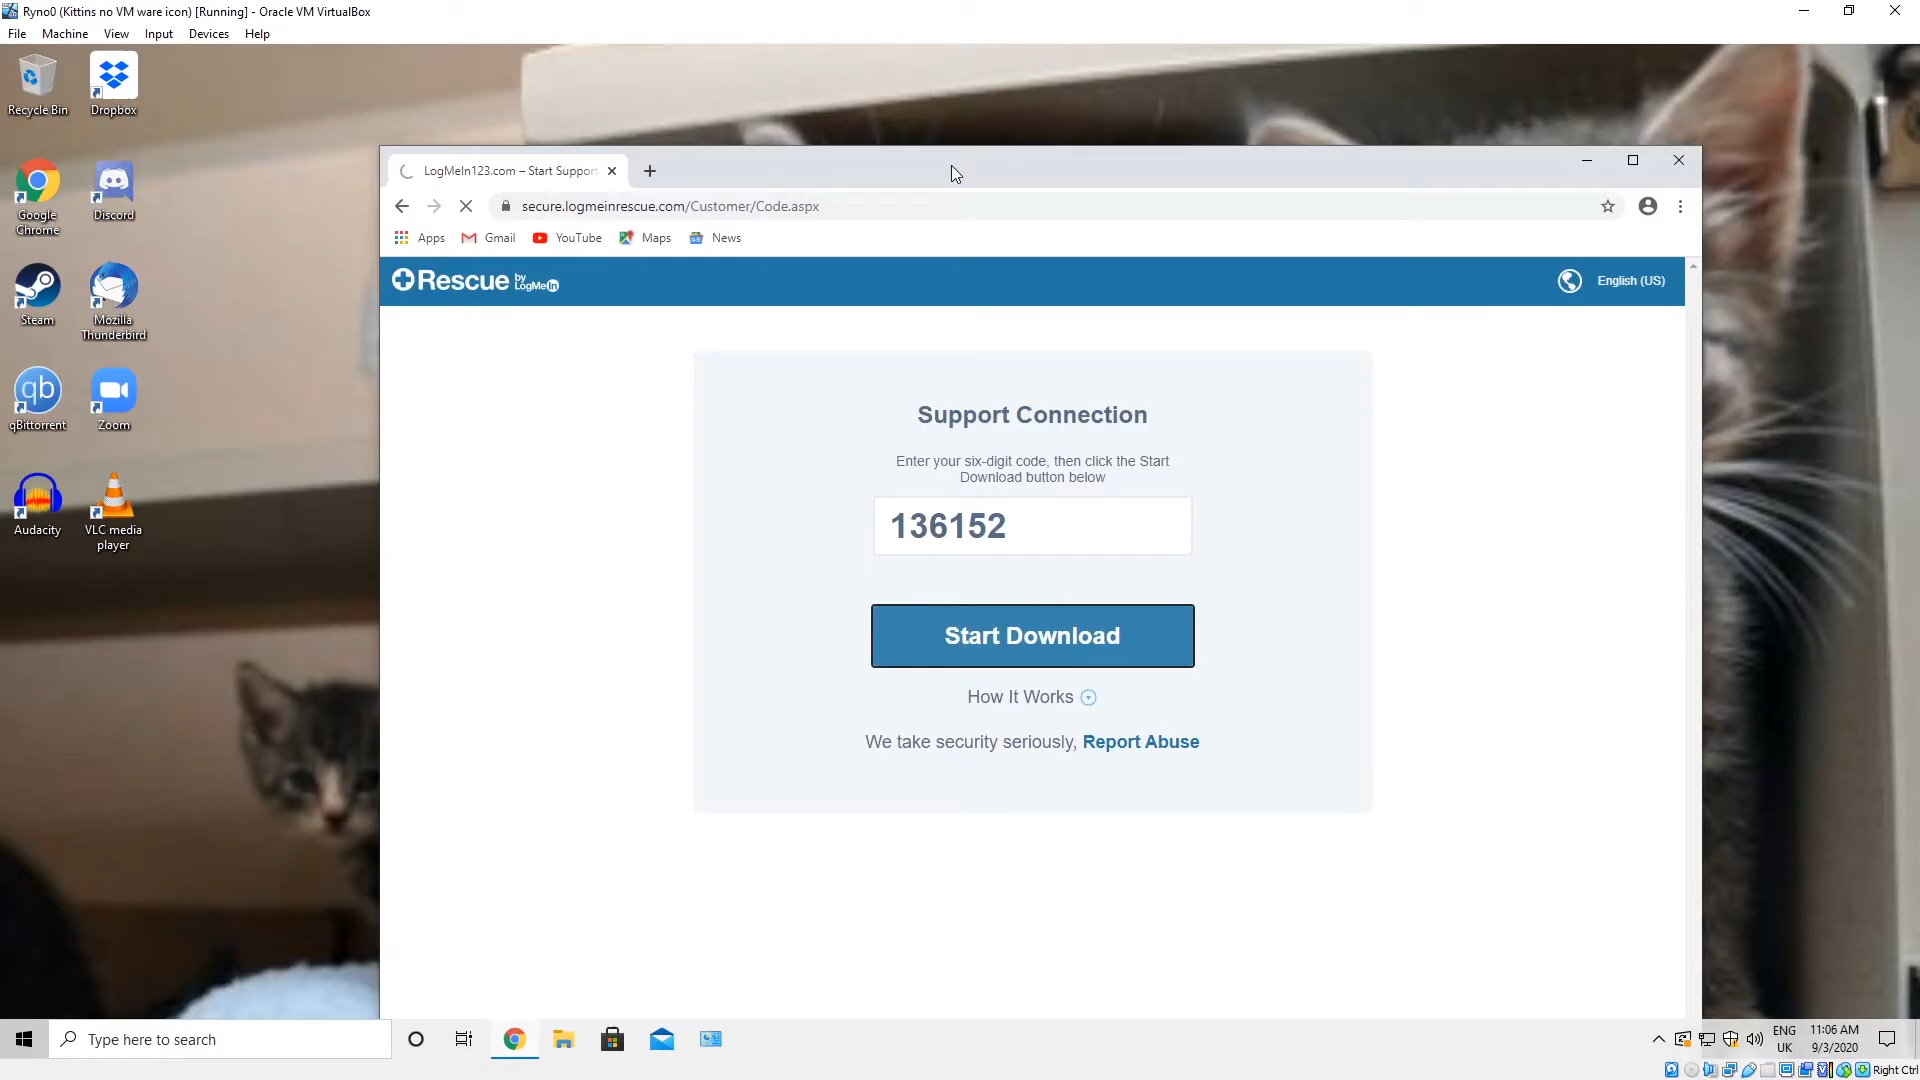 Ryno0 (Kittins no VM ware icon) [Running] - Oracle VM VirtualBox
File Machine View Input Devices Help
Recycle Bin
Dropbox
Google Chrome
Discord
Steam
Mozilla Thunderbird
qBittorrent
Zoom
Audacity
VLC media player
LogMeIn123.com – Start Support
secure.logmeinrescue.com/Customer/Code.aspx
Apps Gmail YouTube Maps News
Rescue by LogMeIn
English (US)
Support Connection
Enter your six-digit code, then click the Start
Download button below
136152
Start Download
How It Works
We take security seriously, Report Abuse
Type here to search
ENG
UK
11:06 AM
9/3/2020
Right Ctrl